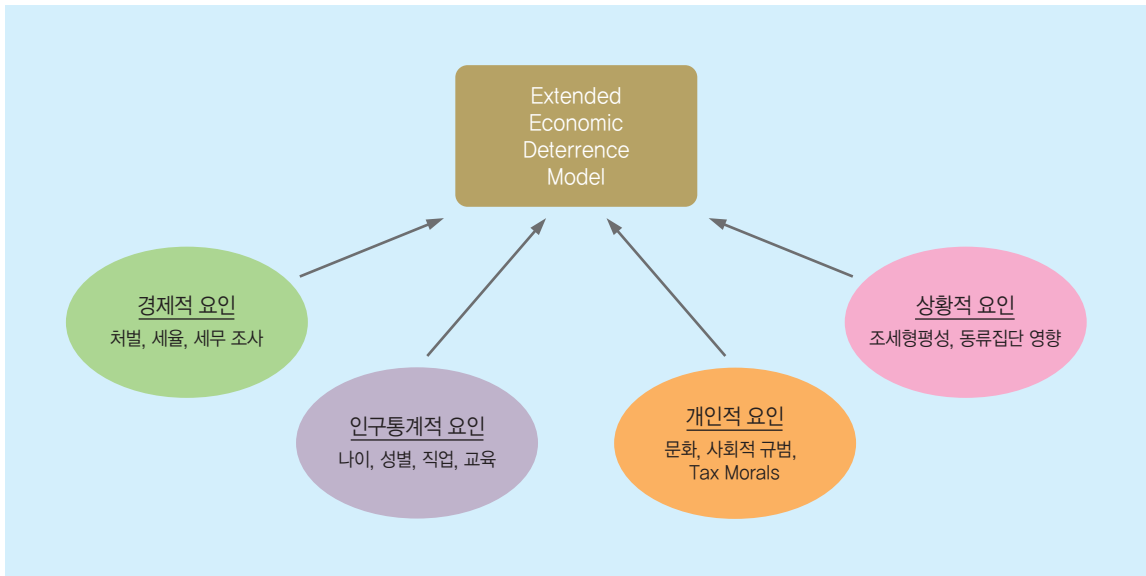 Extended
Economic
Deterrence
Model
경제적 요인
처벌, 세율, 세무 조사
인구통계적 요인
나이, 성별, 직업, 교육
개인적 요인
문화, 사회적 규범,
Tax Morals
상황적 요인
조세형평성, 동류집단 영향